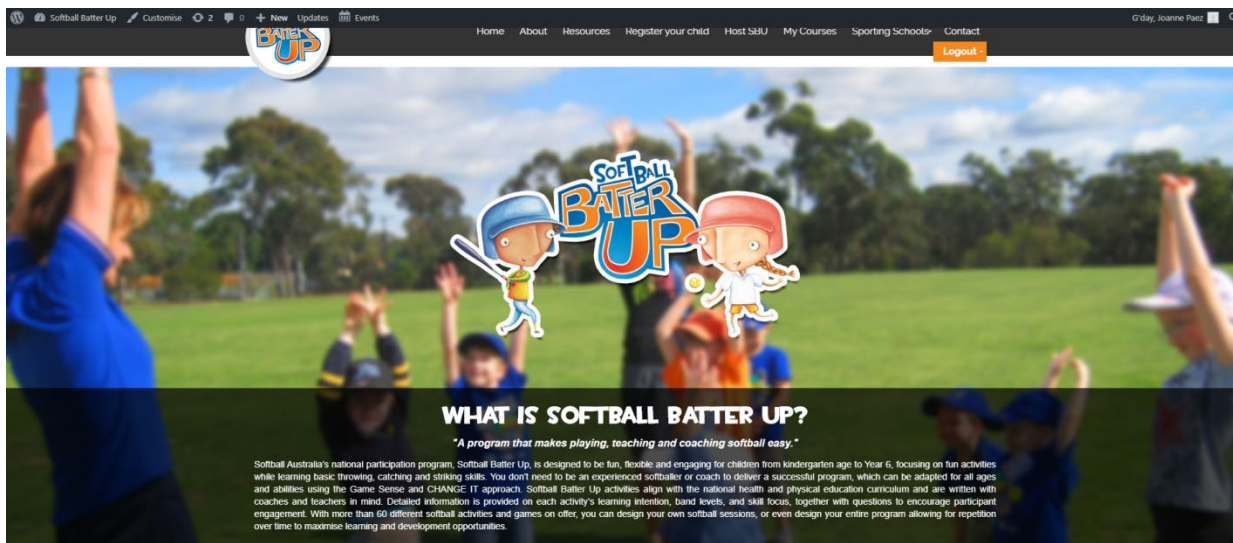 Softball Batter Up Customise 2 0 New Updates Events G'day, Joanne Paez
BATTER
UP
Home About Resources Register your child Host SBU My Courses Sporting Schools Contact
Logout
SOFTBALL
BATTER
UP
WHAT IS SOFTBALL BATTER UP?
"A program that makes playing, teaching and coaching softball easy."
Softball Australia's national participation program, Softball Batter Up, is designed to be fun, flexible and engaging for children from kindergarten age to Year 6, focusing on fun activities
while learning basic throwing, catching and striking skills. You don't need to be an experienced softballer or coach to deliver a successful program, which can be adapted for all ages
and abilities using the Game Sense and CHANGE IT approach. Softball Batter Up activities align with the national health and physical education curriculum and are written with
coaches and teachers in mind. Detailed information is provided on each activity's learning intention, band levels, and skill focus, together with questions to encourage participant
engagement. With more than 60 different softball activities and games on offer, you can design your own softball sessions, or even design your entire program allowing for repetition
over time to maximise learning and development opportunities.